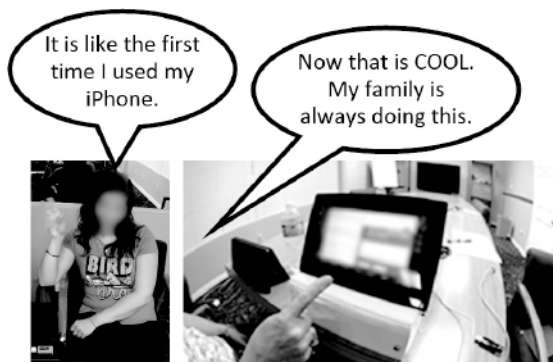 It is like the first
time I used my
iPhone.
Now that is COOL.
My family is
always doing this.
BIRD